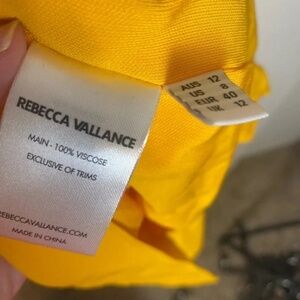 REBECCA VALLANCE
MAIN - 100% VISCOSE
EXCLUSIVE OF TRIMS
REBECCAVALLANCE.COM
MADE IN CHINA
AUS 12
US 8
EUR 40
UK 12